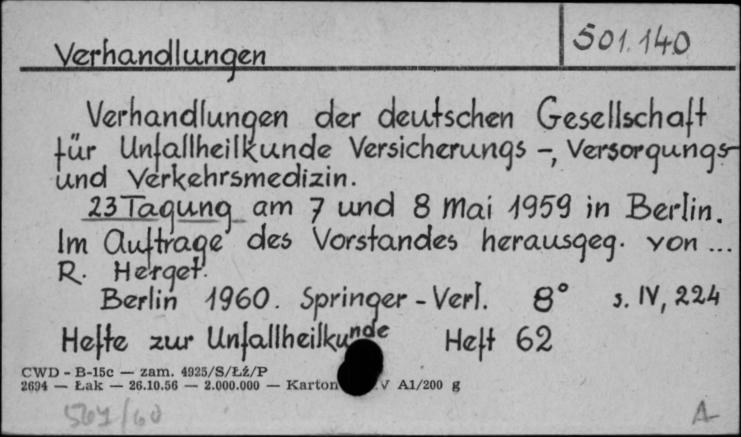 Verhandlungen
501.140
Verhandlungen der deutschen Gesellschaft
für Unfallheilkunde Versicherungs -, Versorgungs-
und Verkehrsmedizin.
23 Tagung am 7 und 8 Mai 1959 in Berlin.
Im Auftrage des Vorstandes herausgeg. von ...
R. Herget.
Berlin 1960. Springer - Verl. 8° s. IV, 224
Hefte zur Unfallheilkunde Heft 62
CWD - B-15c — zam. 4925/S/Łź/P
2694 — Łak — 26.10.56 — 2.000.000 — Karton V A1/200 g
A